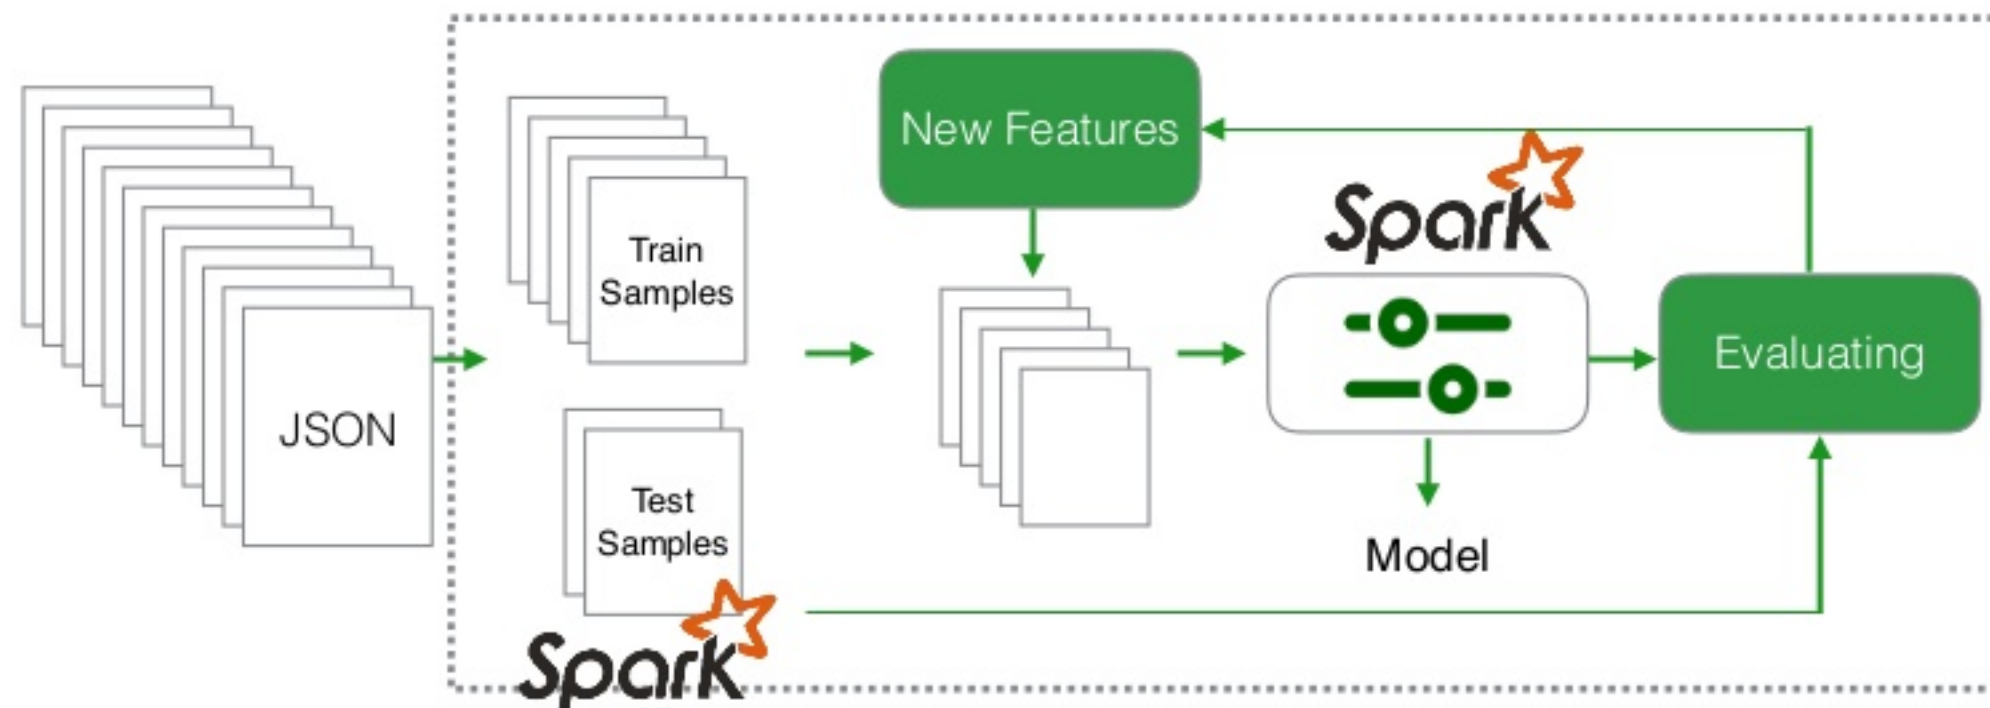 JSON
Train
Samples
Test
Samples
Spark
New Features
Spark
Evaluating
Model